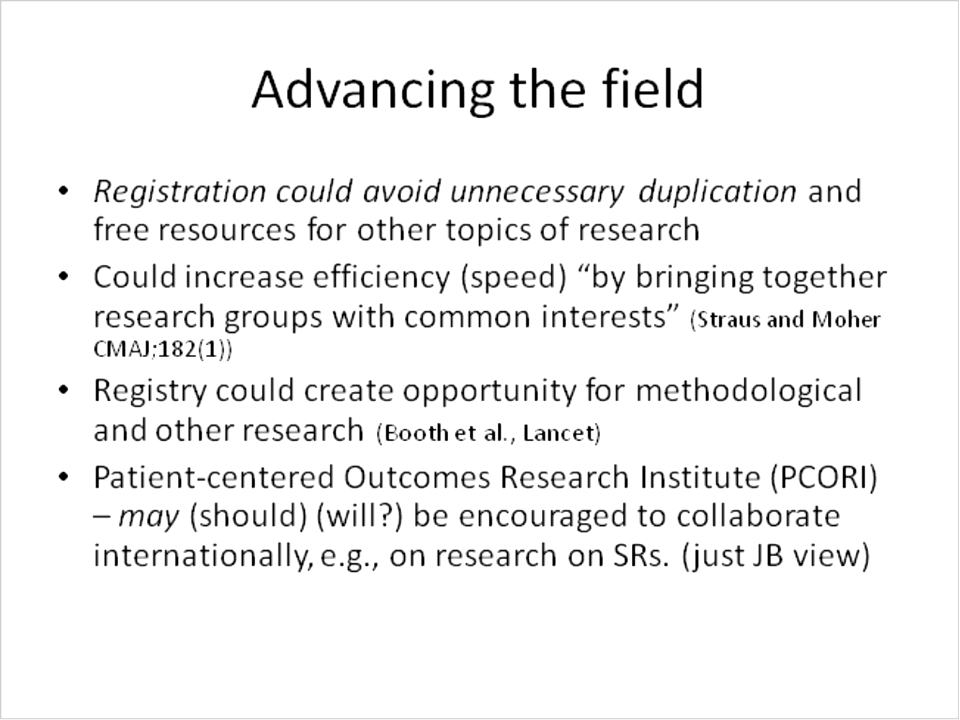 Advancing the field
• Registration could avoid unnecessary duplication and
free resources for other topics of research
• Could increase efficiency (speed) “by bringing together
research groups with common interests” (Straus and Moher
CMAJ;182(1))
• Registry could create opportunity for methodological
and other research (Booth et al., Lancet)
• Patient-centered Outcomes Research Institute (PCORI)
– may (should) (will?) be encouraged to collaborate
internationally, e.g., on research on SRs. (just JB view)